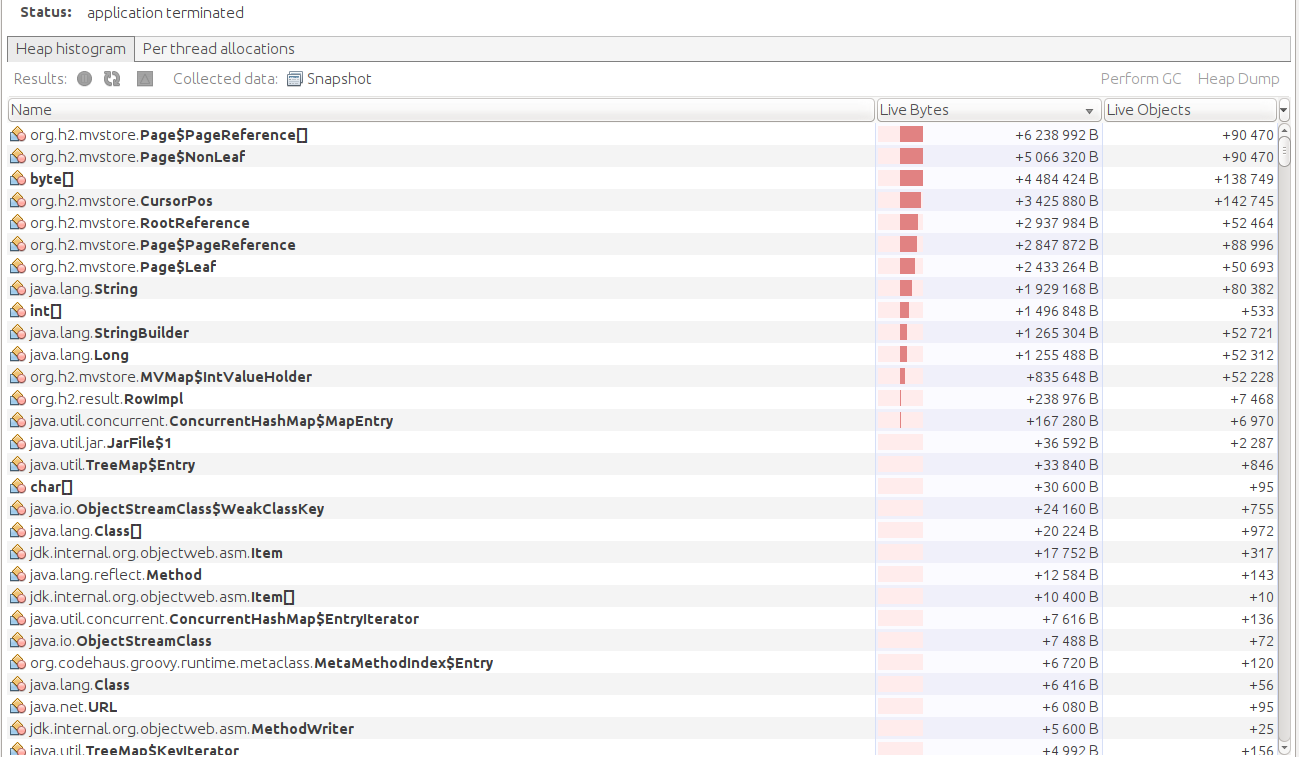 Status: application terminated
Heap histogram Per thread allocations
Results: Collected data: Snapshot Perform GC Heap Dump
Name Live Bytes Live Objects
org.h2.mvstore.Page$PageReference[] +6 238 992 B +90 470
org.h2.mvstore.Page$NonLeaf +5 066 320 B +90 470
byte[] +4 484 424 B +138 749
org.h2.mvstore.CursorPos +3 425 880 B +142 745
org.h2.mvstore.RootReference +2 937 984 B +52 464
org.h2.mvstore.Page$PageReference +2 847 872 B +88 996
org.h2.mvstore.Page$Leaf +2 433 264 B +50 693
java.lang.String +1 929 168 B +80 382
int[] +1 496 848 B +533
java.lang.StringBuilder +1 265 304 B +52 721
java.lang.Long +1 255 488 B +52 312
org.h2.mvstore.MVMap$IntValueHolder +835 648 B +52 228
org.h2.result.RowImpl +238 976 B +7 468
java.util.concurrent.ConcurrentHashMap$MapEntry +167 280 B +6 970
java.util.jar.JarFile$1 +36 592 B +2 287
java.util.TreeMap$Entry +33 840 B +846
char[] +30 600 B +95
java.io.ObjectStreamClass$WeakClassKey +24 160 B +755
java.lang.Class[] +20 224 B +972
jdk.internal.org.objectweb.asm.Item +17 752 B +317
java.lang.reflect.Method +12 584 B +143
jdk.internal.org.objectweb.asm.Item[] +10 400 B +10
java.util.concurrent.ConcurrentHashMap$EntryIterator +7 616 B +136
java.io.ObjectStreamClass +7 488 B +72
org.codehaus.groovy.runtime.metaclass.MetaMethodIndex$Entry +6 720 B +120
java.lang.Class +6 416 B +56
java.net.URL +6 080 B +95
jdk.internal.org.objectweb.asm.MethodWriter +5 600 B +25
java.util.TreeMap$KeyIterator +4 992 B +156